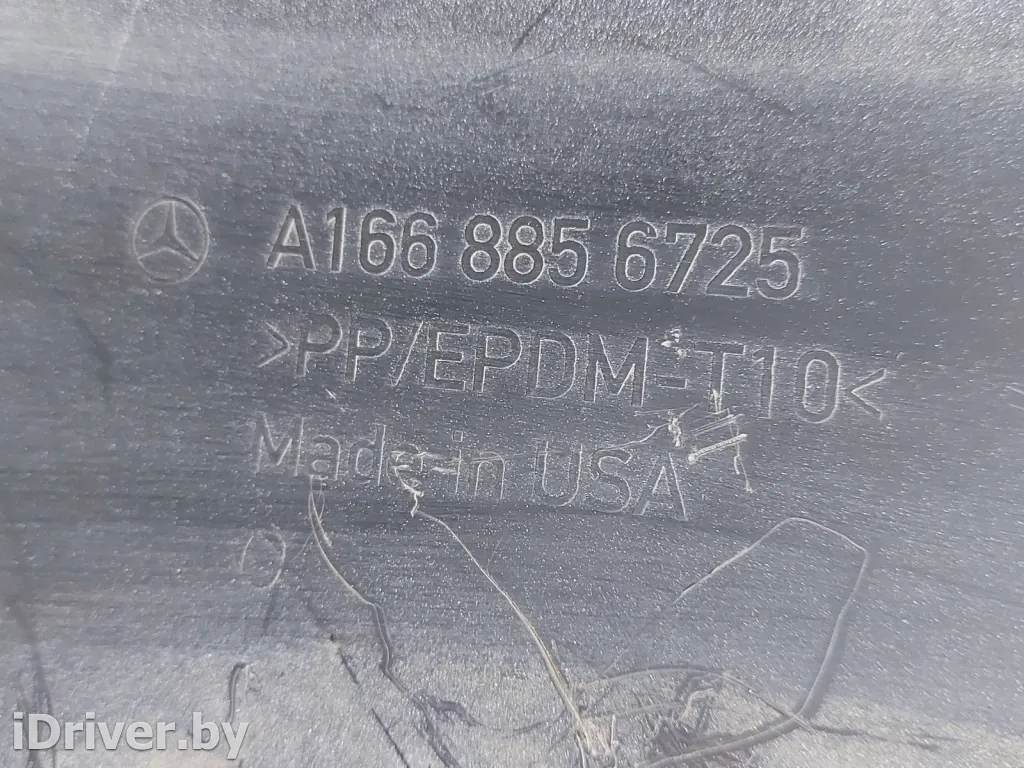 A166 885 6725
>PP/EPDM-T10<
Made in USA
iDriver.by